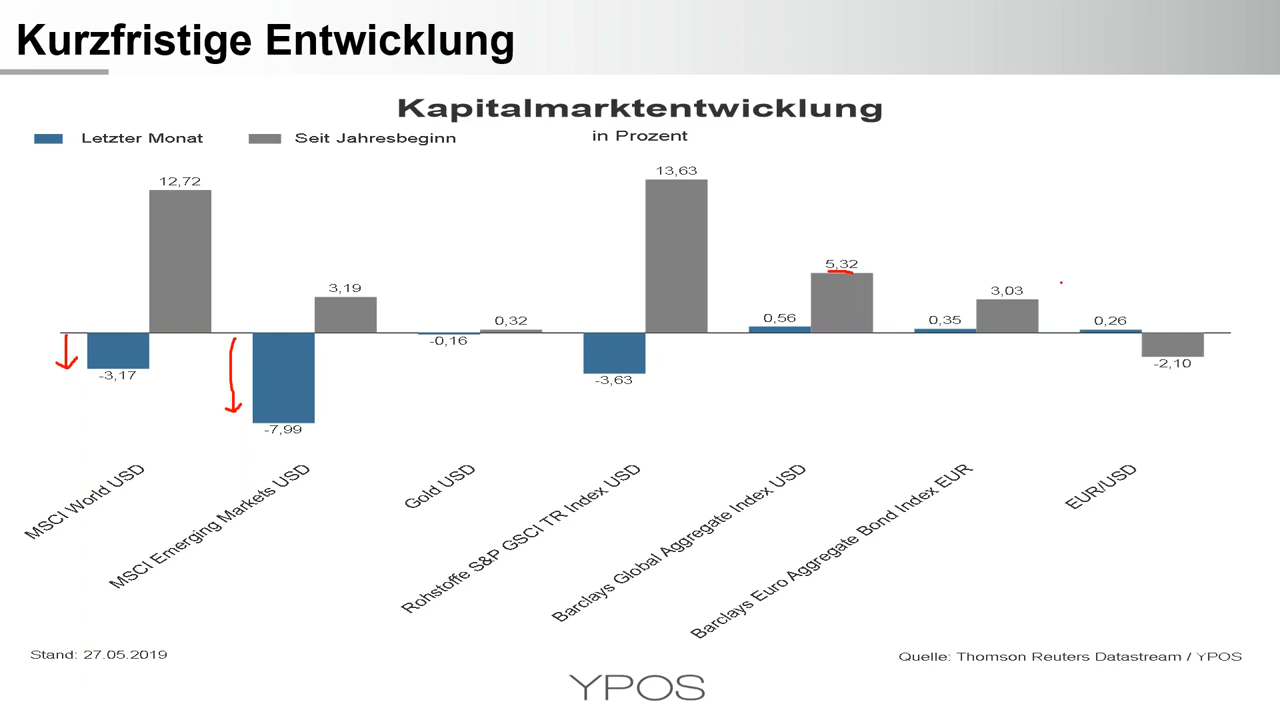 Kurzfristige Entwicklung
Kapitalmarktentwicklung
in Prozent
Letzter Monat
Seit Jahresbeginn
12,72
-3,17
3,19
-7,99
0,32
-0,16
13,63
-3,63
0,56
5,32
0,35
3,03
0,26
-2,10
MSCI World USD
MSCI Emerging Markets USD
Gold USD
Rohstoffe S&P GSCI TR Index USD
Barclays Global Aggregate Index USD
Barclays Euro Aggregate Bond Index EUR
EUR/USD
Stand: 27.05.2019
Quelle: Thomson Reuters Datastream / YPOS
YPOS